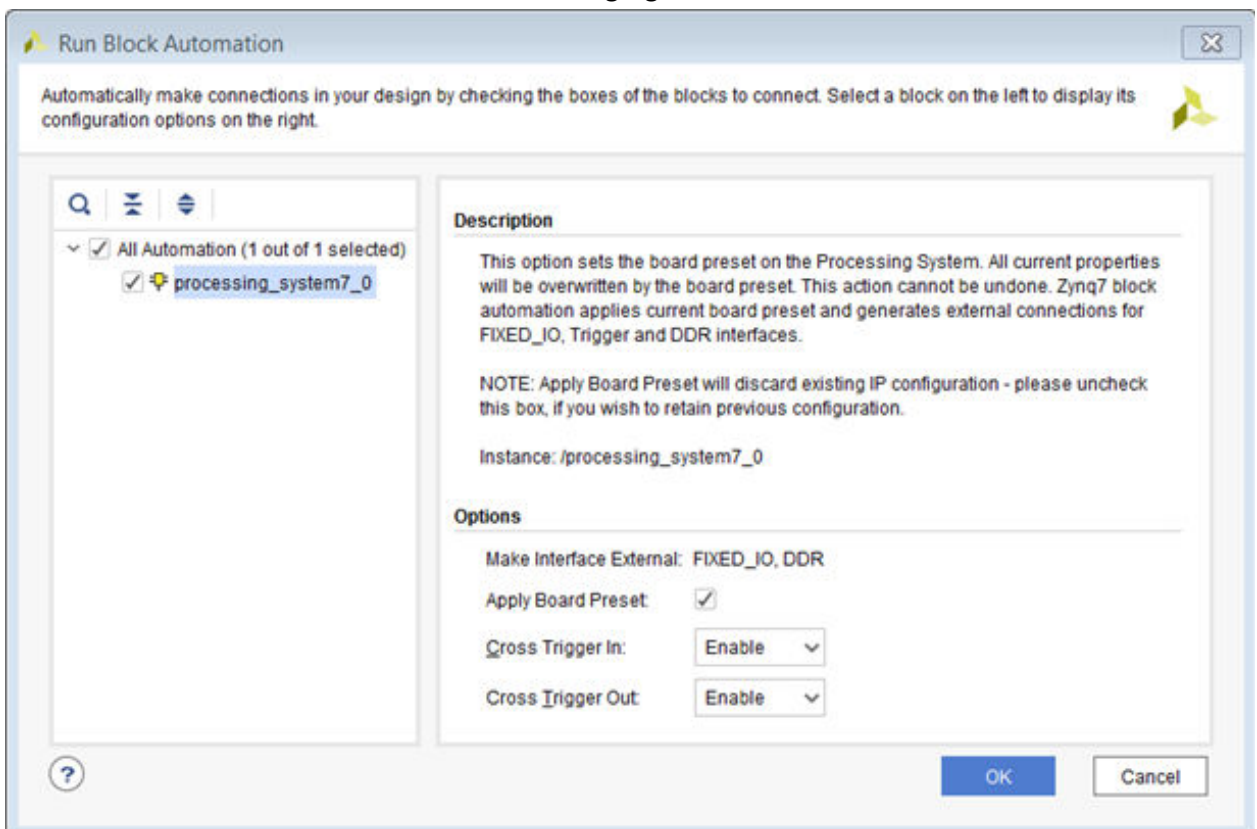 Run Block Automation
Automatically make connections in your design by checking the boxes of the blocks to connect. Select a block on the left to display its
configuration options on the right.
All Automation (1 out of 1 selected)
processing_system7_0
Description
This option sets the board preset on the Processing System. All current properties
will be overwritten by the board preset. This action cannot be undone. Zynq7 block
automation applies current board preset and generates external connections for
FIXED_IO, Trigger and DDR interfaces.
NOTE: Apply Board Preset will discard existing IP configuration - please uncheck
this box, if you wish to retain previous configuration.
Instance: /processing_system7_0
Options
Make Interface External: FIXED_IO, DDR
Apply Board Preset:
Cross Trigger In: Enable
Cross Trigger Out: Enable
?
OK Cancel